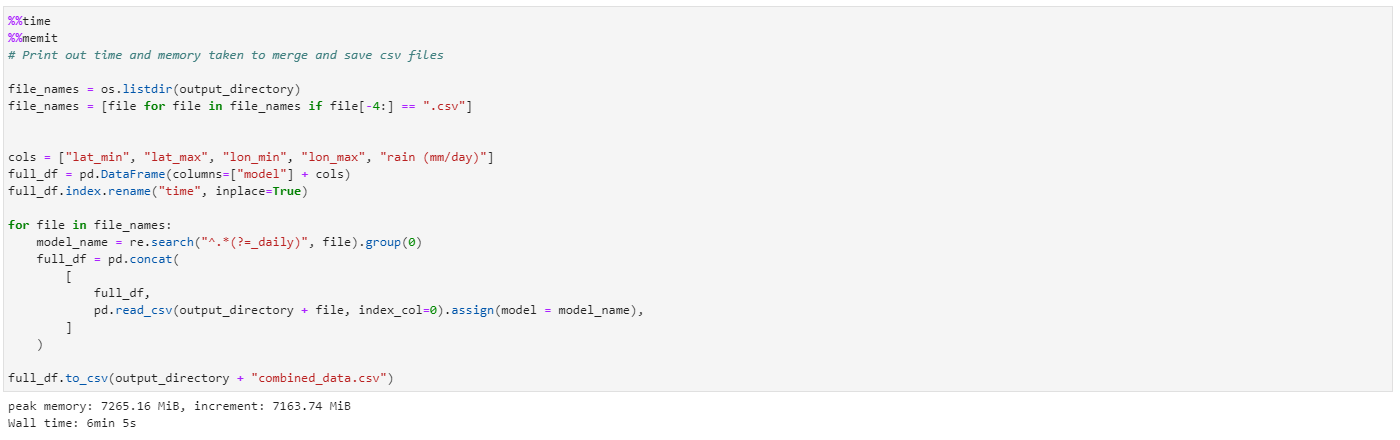 %%time
%%memit
# Print out time and memory taken to merge and save csv files
file_names = os.listdir(output_directory)
file_names = [file for file in file_names if file[-4:] == ".csv"]
cols = ["lat_min", "lat_max", "lon_min", "lon_max", "rain (mm/day)"]
full_df = pd.DataFrame(columns=["model"] + cols)
full_df.index.rename("time", inplace=True)
for file in file_names:
    model_name = re.search("^.*(?=_daily)", file).group(0)
    full_df = pd.concat(
        [
            full_df,
            pd.read_csv(output_directory + file, index_col=0).assign(model = model_name),
        ]
    )
full_df.to_csv(output_directory + "combined_data.csv")
peak memory: 7265.16 MiB, increment: 7163.74 MiB
Wall time: 6min 5s